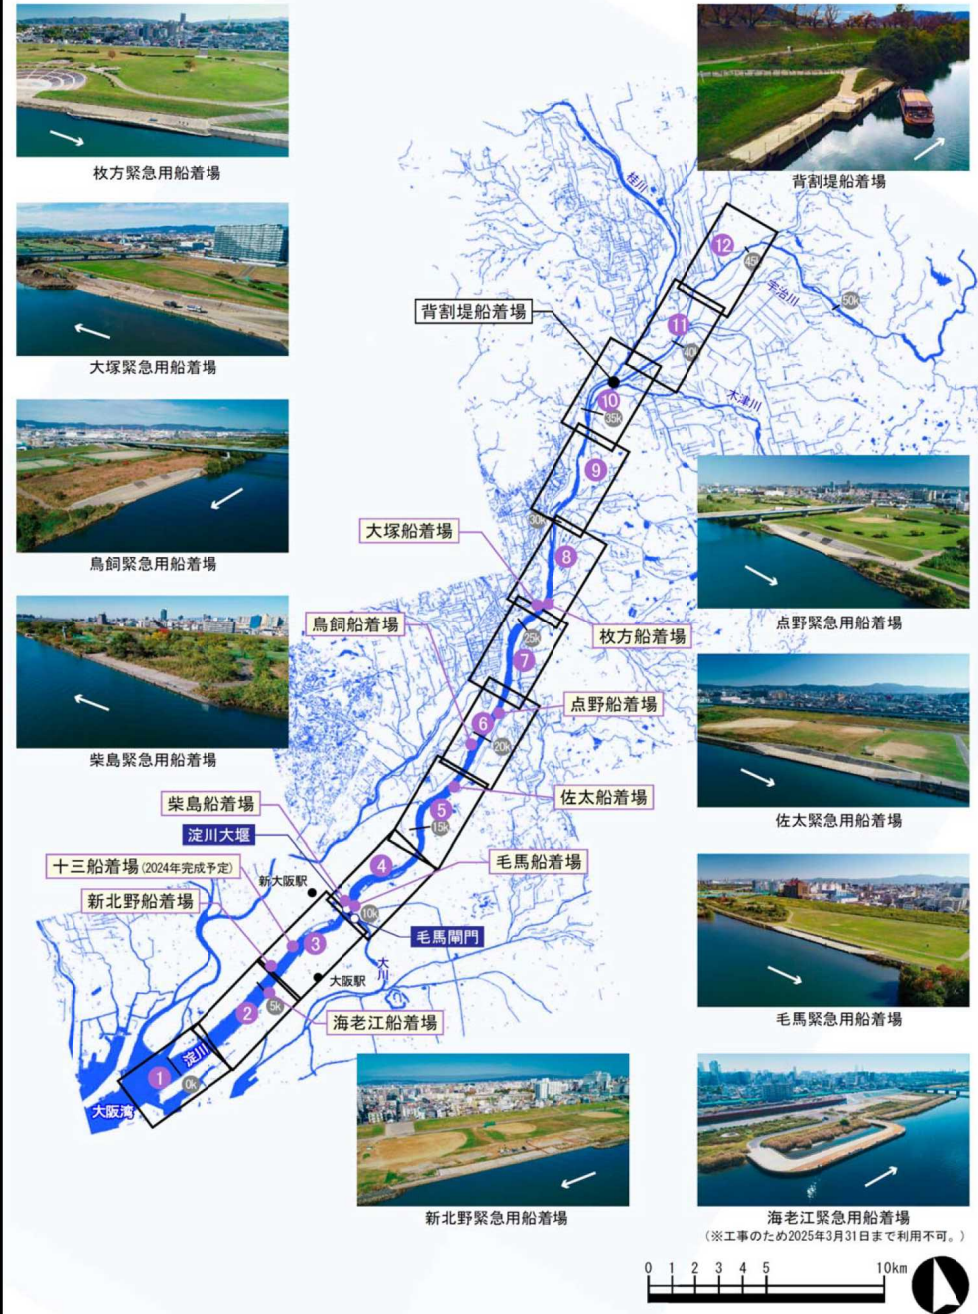 枚方緊急用船着場
背割堤船着場
大塚緊急用船着場
鳥飼緊急用船着場
柴島緊急用船着場
桂川
12
45k
宇治川
50k
背割堤船着場
11
40k
木津川
10
35k
9
30k
大塚船着場
8
鳥飼船着場
25k
枚方船着場
7
点野緊急用船着場
6
点野船着場
20k
佐太船着場
5
15k
佐太緊急用船着場
柴島船着場
淀川大堰
4
毛馬船着場
十三船着場(2024年完成予定)
新大阪駅
新北野船着場
10k
毛馬閘門
3
大川
大阪駅
5k
2
海老江船着場
毛馬緊急用船着場
淀川
1
0k
大阪湾
新北野緊急用船着場
海老江緊急用船着場
(※工事のため2025年3月31日まで利用不可。)
0 1 2 3 4 5 10km